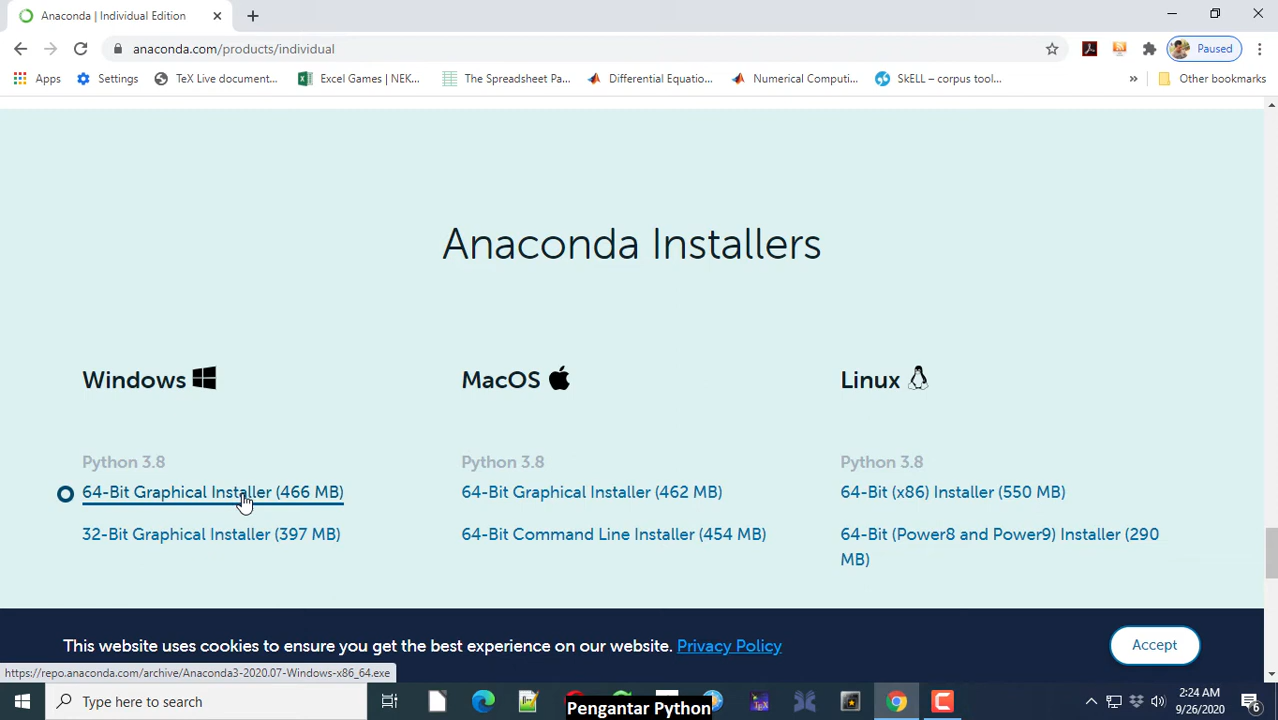 Anaconda | Individual Edition
anaconda.com/products/individual
Paused
Apps
Settings
TeX Live document...
Excel Games | NEK...
The Spreadsheet Pa...
Differential Equatio...
Numerical Computi...
SkELL – corpus tool...
»
Other bookmarks
Anaconda Installers
Windows
Python 3.8
64-Bit Graphical Installer (466 MB)
32-Bit Graphical Installer (397 MB)
MacOS
Python 3.8
64-Bit Graphical Installer (462 MB)
64-Bit Command Line Installer (454 MB)
Linux
Python 3.8
64-Bit (x86) Installer (550 MB)
64-Bit (Power8 and Power9) Installer (290
MB)
This website uses cookies to ensure you get the best experience on our website. Privacy Policy
Accept
https://repo.anaconda.com/archive/Anaconda3-2020.07-Windows-x86_64.exe
Type here to search
Pengantar Python
2:24 AM
9/26/2020
6